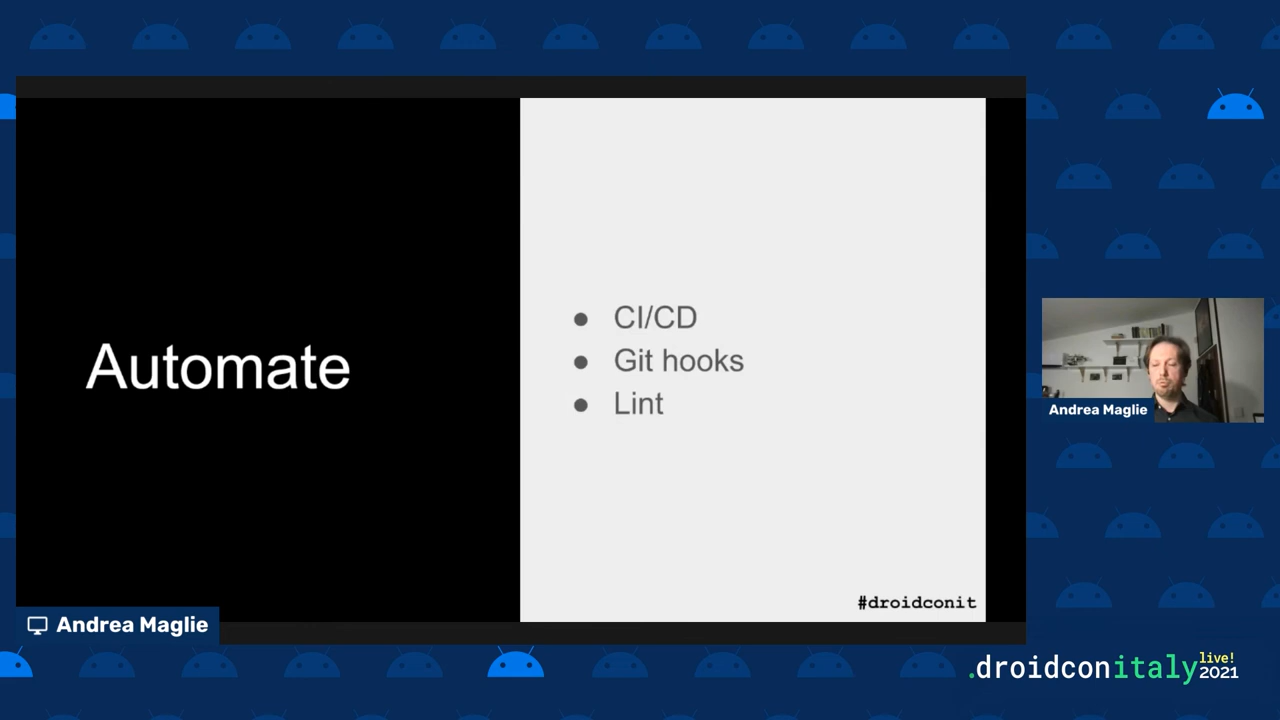 Automate
● CI/CD
● Git hooks
● Lint
#droidconit
Andrea Maglie
Andrea Maglie
.droidconitaly live! 2021